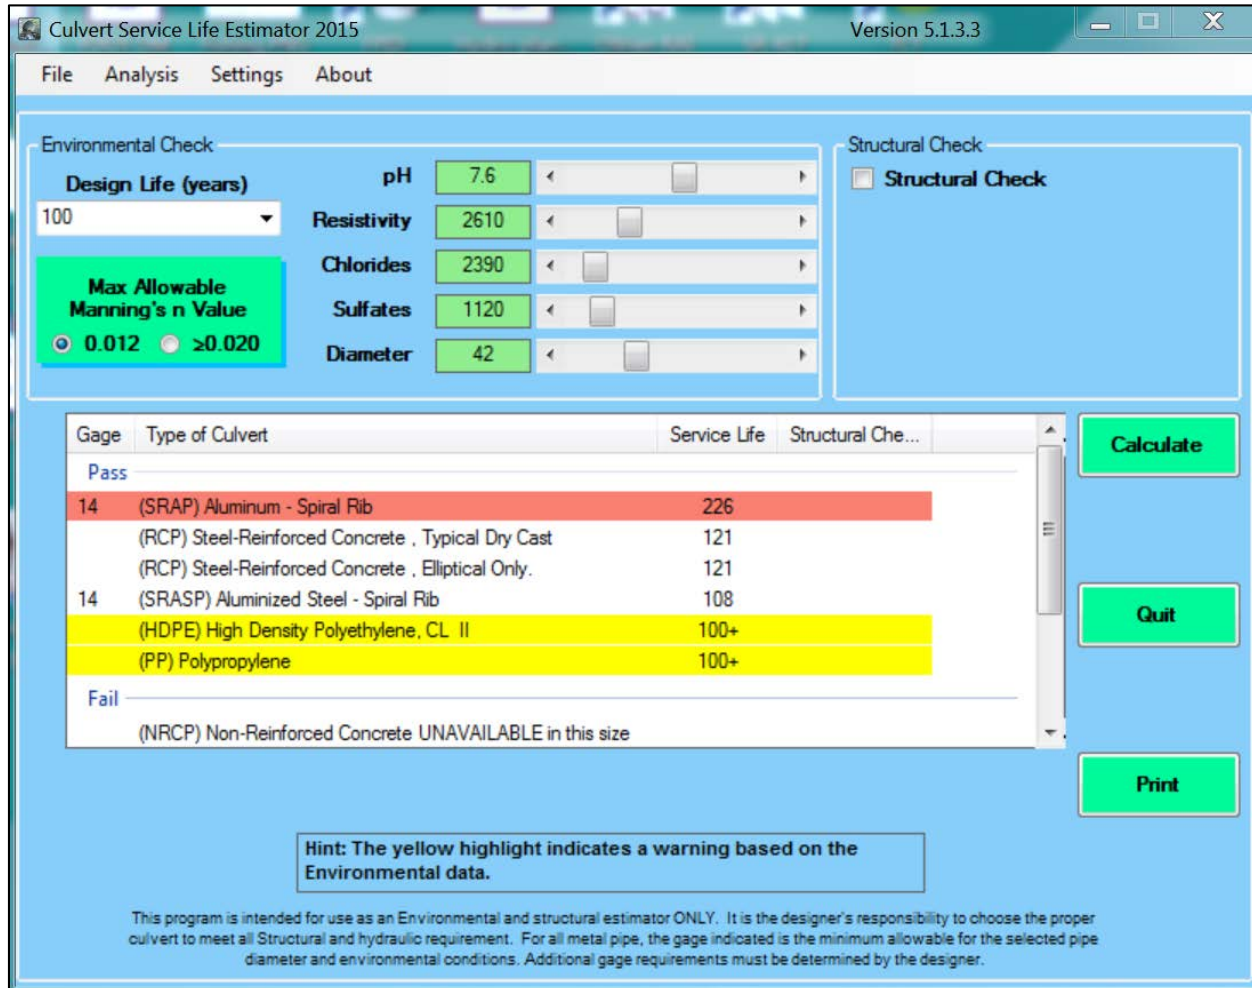 Culvert Service Life Estimator 2015 Version 5.1.3.3
File Analysis Settings About
Environmental Check
Design Life (years)
100
Max Allowable
Manning's n Value
0.012 ≥0.020
pH 7.6
Resistivity 2610
Chlorides 2390
Sulfates 1120
Diameter 42
Structural Check
Structural Check
Gage Type of Culvert Service Life Structural Che...
Pass
14 (SRAP) Aluminum - Spiral Rib 226
(RCP) Steel-Reinforced Concrete , Typical Dry Cast 121
(RCP) Steel-Reinforced Concrete , Elliptical Only. 121
14 (SRASP) Aluminized Steel - Spiral Rib 108
(HDPE) High Density Polyethylene, CL II 100+
(PP) Polypropylene 100+
Fail
(NRCP) Non-Reinforced Concrete UNAVAILABLE in this size
Calculate
Quit
Print
Hint: The yellow highlight indicates a warning based on the
Environmental data.
This program is intended for use as an Environmental and structural estimator ONLY. It is the designer's responsibility to choose the proper
culvert to meet all Structural and hydraulic requirement. For all metal pipe, the gage indicated is the minimum allowable for the selected pipe
diameter and environmental conditions. Additional gage requirements must be determined by the designer.